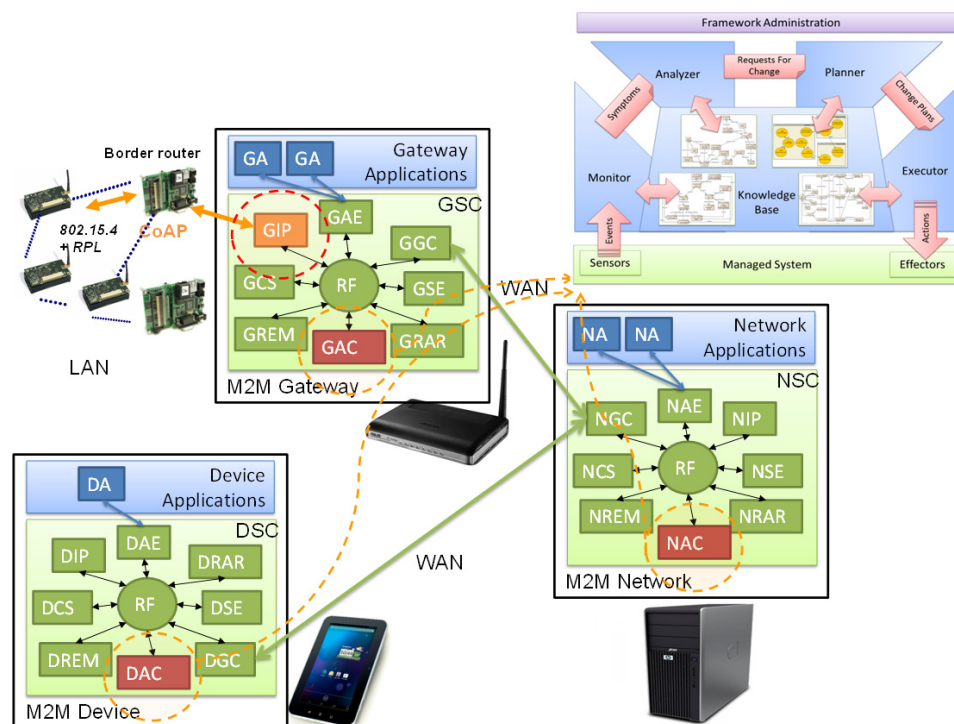 Framework Administration
Analyzer
Requests For
Change
Planner
Symptoms
Change Plans
Monitor
Knowledge
Base
Executor
Events
Actions
Sensors
Managed System
Effectors
Border router
802.15.4
+ RPL
CoAP
LAN
GA
GA
Gateway
Applications
GSC
GIP
GAE
GGC
GCS
RF
GSE
GREM
GAC
GRAR
M2M Gateway
WAN
NA
NA
Network
Applications
NSC
NGC
NAE
NIP
NCS
RF
NSE
NREM
NAC
NRAR
M2M Network
WAN
DA
Device
Applications
DSC
DIP
DAE
DRAR
DCS
RF
DSE
DREM
DAC
DGC
M2M Device